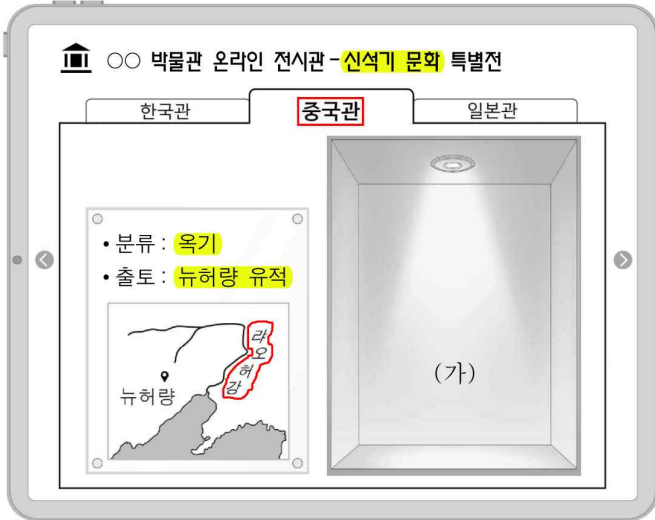 ○○ 박물관 온라인 전시관-신석기 문화 특별전
한국관
중국관
일본관
• 분류 : 옥기
• 출토 : 뉴허량 유적
랴오허강
뉴허량
(가)